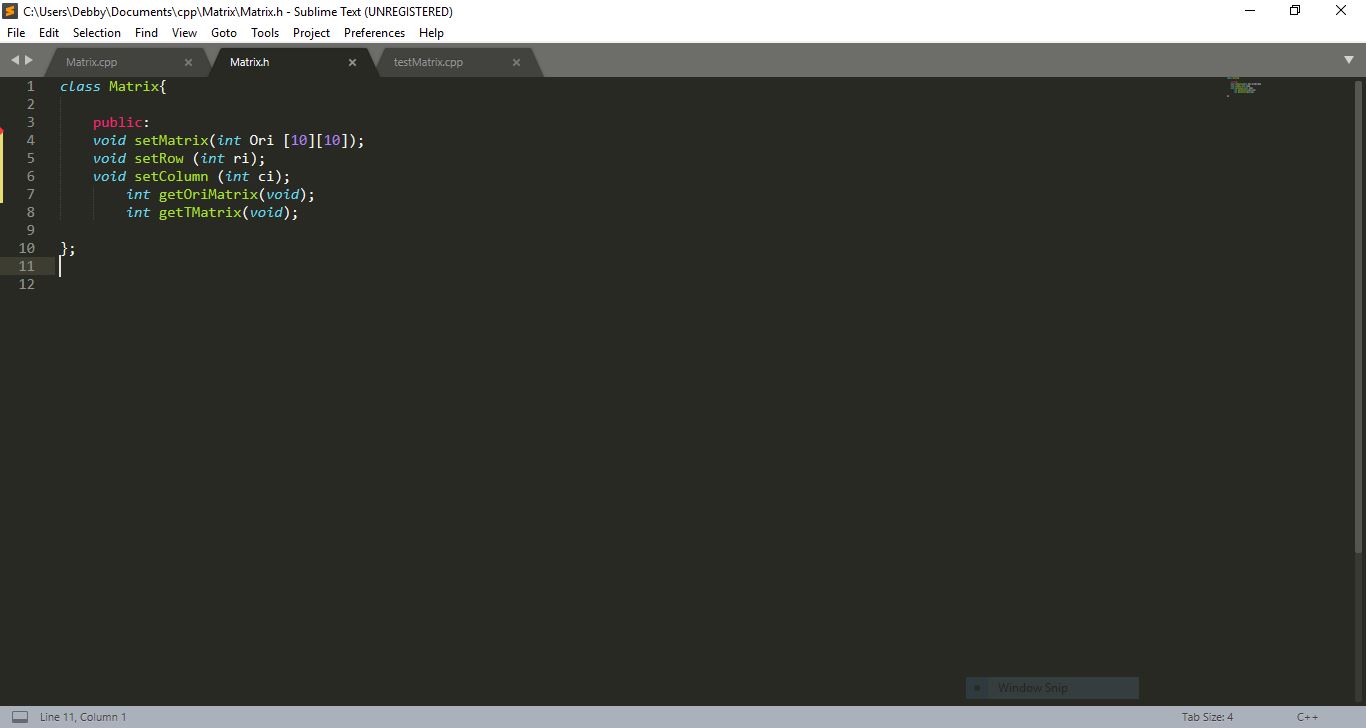 C:\Users\Debby\Documents\cpp\Matrix\Matrix.h - Sublime Text (UNREGISTERED)
File Edit Selection Find View Goto Tools Project Preferences Help
Matrix.cpp Matrix.h testMatrix.cpp
1 class Matrix{
2
3 public:
4 void setMatrix(int Ori [10][10]);
5 void setRow (int ri);
6 void setColumn (int ci);
7 int getOriMatrix(void);
8 int getTMatrix(void);
9
10 };
11
12
Window Snip
Line 11, Column 1 Tab Size: 4 C++